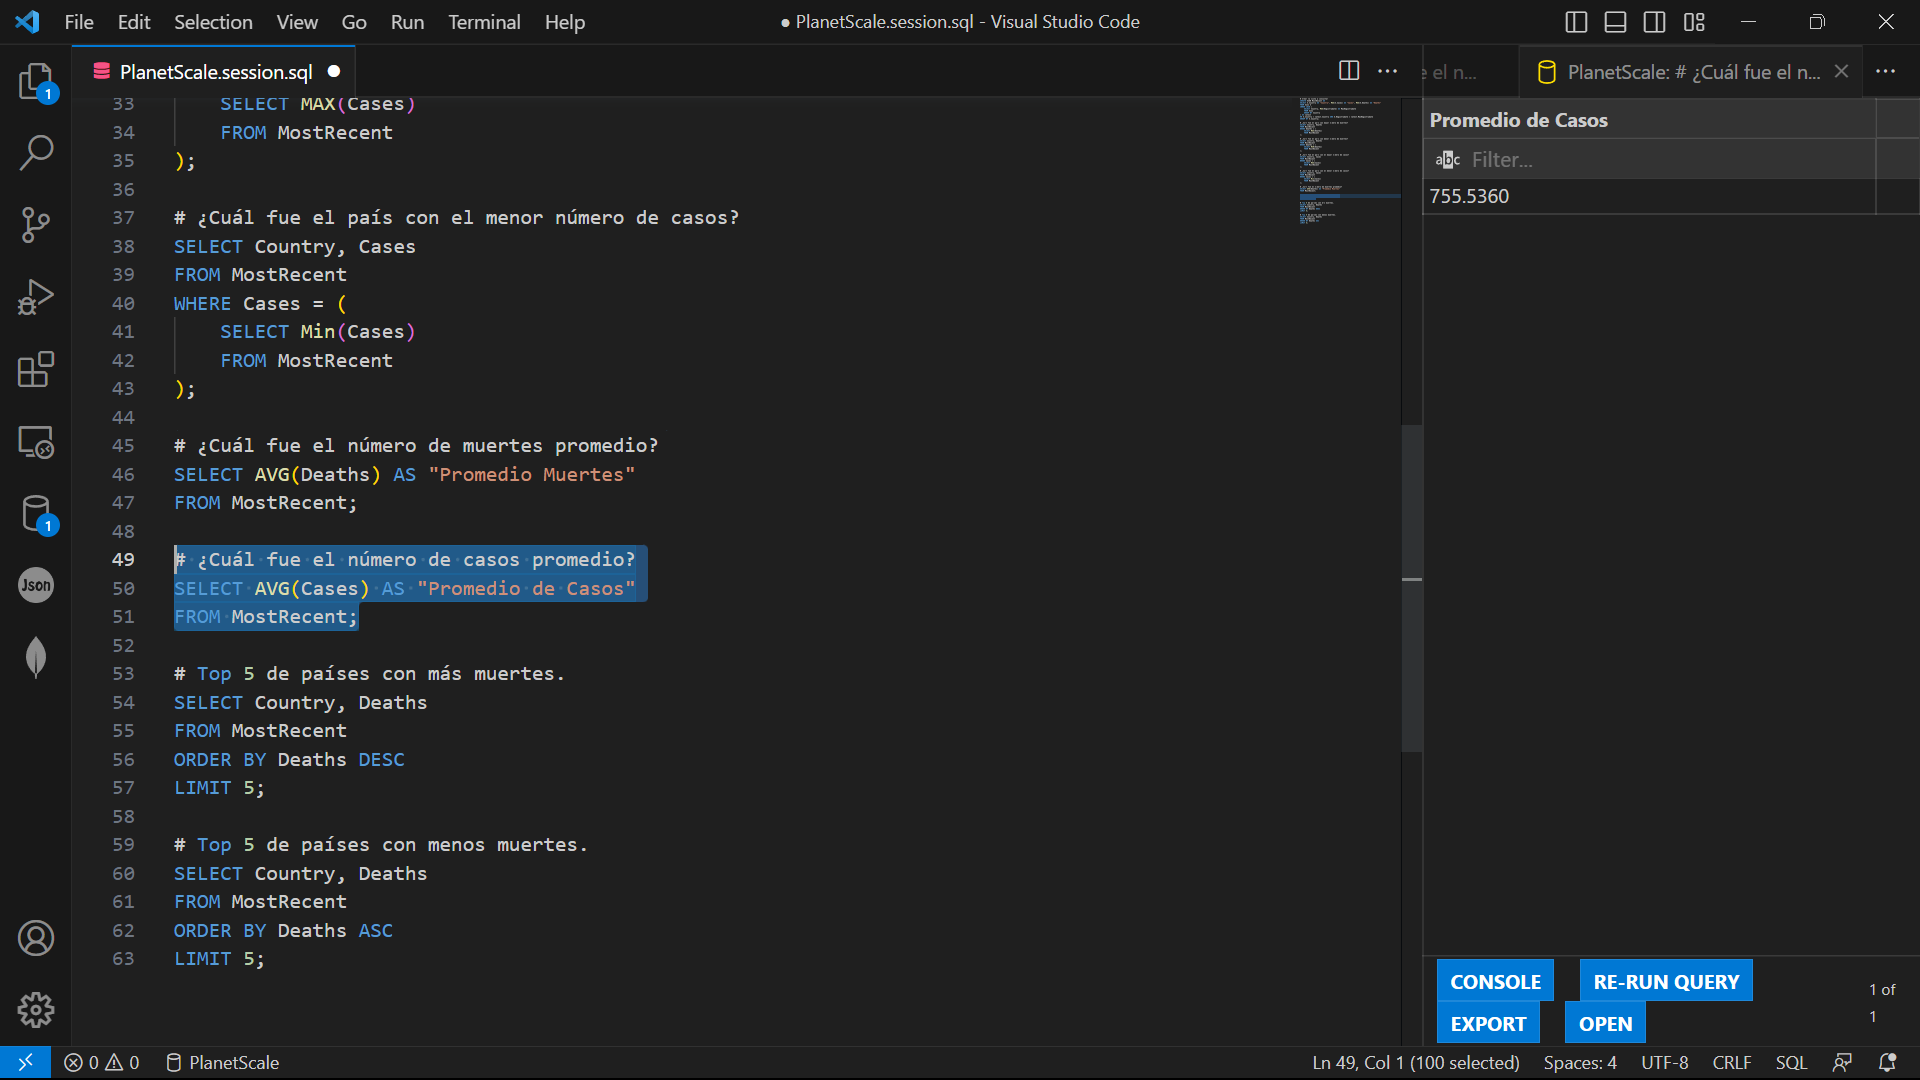 File Edit Selection View Go Run Terminal Help
● PlanetScale.session.sql - Visual Studio Code
PlanetScale.session.sql
e el n...
PlanetScale: # ¿Cuál fue el n...
33 SELECT MAX(Cases)
34 FROM MostRecent
35 );
36
37 # ¿Cuál fue el país con el menor número de casos?
38 SELECT Country, Cases
39 FROM MostRecent
40 WHERE Cases = (
41 SELECT Min(Cases)
42 FROM MostRecent
43 );
44
45 # ¿Cuál fue el número de muertes promedio?
46 SELECT AVG(Deaths) AS "Promedio Muertes"
47 FROM MostRecent;
48
49 # ¿Cuál fue el número de casos promedio?
50 SELECT AVG(Cases) AS "Promedio de Casos"
51 FROM MostRecent;
52
53 # Top 5 de países con más muertes.
54 SELECT Country, Deaths
55 FROM MostRecent
56 ORDER BY Deaths DESC
57 LIMIT 5;
58
59 # Top 5 de países con menos muertes.
60 SELECT Country, Deaths
61 FROM MostRecent
62 ORDER BY Deaths ASC
63 LIMIT 5;
1
1
Json
Promedio de Casos
abc Filter...
755.5360
CONSOLE RE-RUN QUERY
EXPORT OPEN
1 of
1
0 0 PlanetScale
Ln 49, Col 1 (100 selected) Spaces: 4 UTF-8 CRLF SQL